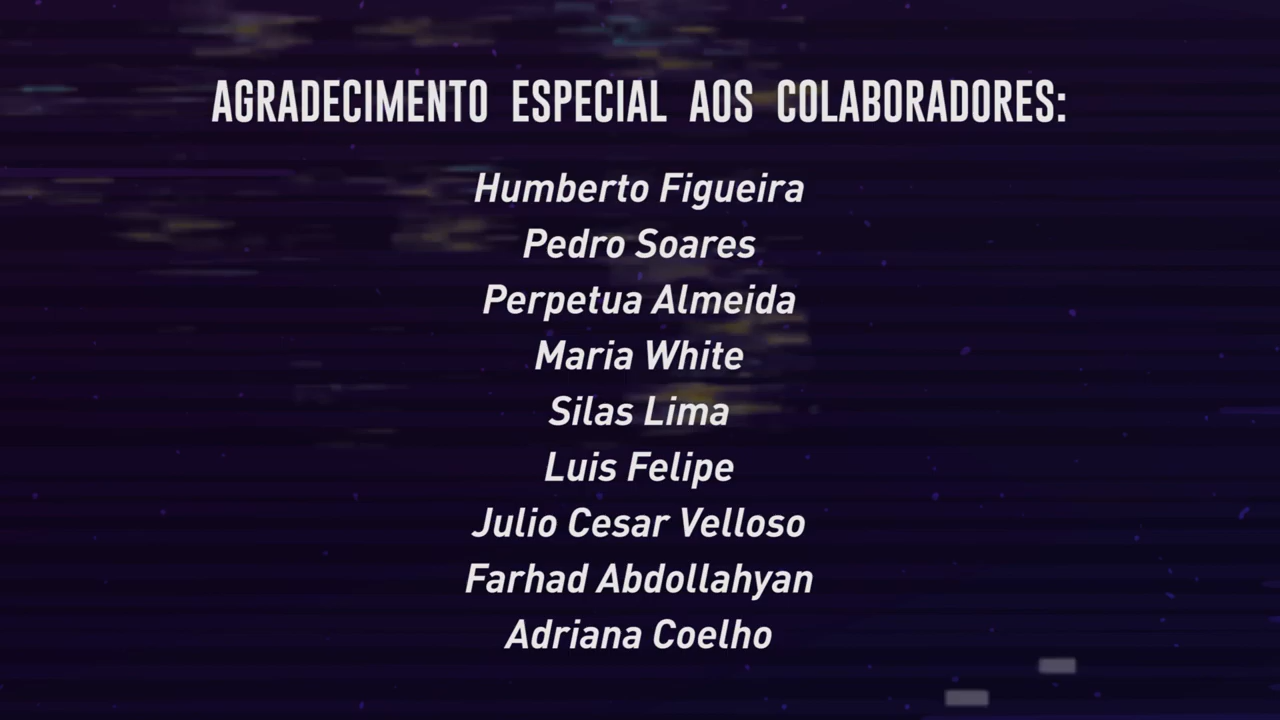 AGRADECIMENTO ESPECIAL AOS COLABORADORES:
Humberto Figueira
Pedro Soares
Perpetua Almeida
Maria White
Silas Lima
Luis Felipe
Julio Cesar Velloso
Farhad Abdollahyan
Adriana Coelho